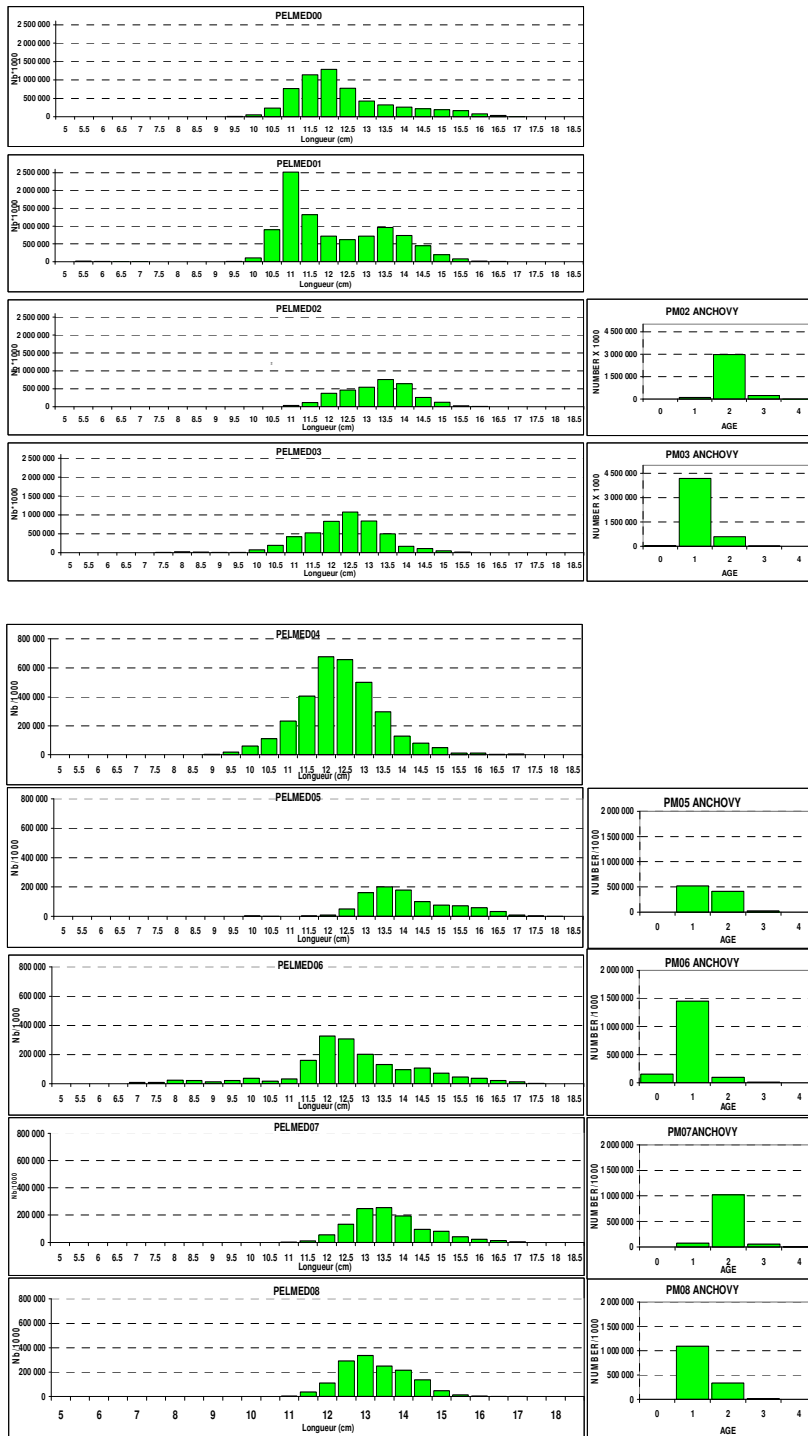 PELMED00
Nb*1000
2 500 000
2 000 000
1 500 000
1 000 000
500 000
0
5 5.5 6 6.5 7 7.5 8 8.5 9 9.5 10 10.5 11 11.5 12 12.5 13 13.5 14 14.5 15 15.5 16 16.5 17 17.5 18 18.5
Longueur (cm)
PELMED01
Nb*1000
2 500 000
2 000 000
1 500 000
1 000 000
500 000
0
5 5.5 6 6.5 7 7.5 8 8.5 9 9.5 10 10.5 11 11.5 12 12.5 13 13.5 14 14.5 15 15.5 16 16.5 17 17.5 18 18.5
Longueur (cm)
PELMED02
Nb*1000
2 500 000
2 000 000
1 500 000
1 000 000
500 000
0
5 5.5 6 6.5 7 7.5 8 8.5 9 9.5 10 10.5 11 11.5 12 12.5 13 13.5 14 14.5 15 15.5 16 16.5 17 17.5 18 18.5
Longueur (cm)
PM02 ANCHOVY
NUMBER X 1000
4 500 000
3 000 000
1 500 000
0
0 1 2 3 4
AGE
PELMED03
Nb*1000
2 500 000
2 000 000
1 500 000
1 000 000
500 000
0
5 5.5 6 6.5 7 7.5 8 8.5 9 9.5 10 10.5 11 11.5 12 12.5 13 13.5 14 14.5 15 15.5 16 16.5 17 17.5 18 18.5
Longueur (cm)
PM03 ANCHOVY
NUMBER X 1000
4 500 000
3 000 000
1 500 000
0
0 1 2 3 4
AGE
PELMED04
Nb/1000
800 000
600 000
400 000
200 000
0
5 5.5 6 6.5 7 7.5 8 8.5 9 9.5 10 10.5 11 11.5 12 12.5 13 13.5 14 14.5 15 15.5 16 16.5 17 17.5 18 18.5
Longueur (cm)
PELMED05
Nb/1000
800 000
600 000
400 000
200 000
0
5 5.5 6 6.5 7 7.5 8 8.5 9 9.5 10 10.5 11 11.5 12 12.5 13 13.5 14 14.5 15 15.5 16 16.5 17 17.5 18 18.5
Longueur (cm)
PM05 ANCHOVY
NUMBER/1000
2 000 000
1 500 000
1 000 000
500 000
0
0 1 2 3 4
AGE
PELMED06
Nb/1000
800 000
600 000
400 000
200 000
0
5 5.5 6 6.5 7 7.5 8 8.5 9 9.5 10 10.5 11 11.5 12 12.5 13 13.5 14 14.5 15 15.5 16 16.5 17 17.5 18 18.5
Longueur (cm)
PM06 ANCHOVY
NUMBER/1000
2 000 000
1 500 000
1 000 000
500 000
0
0 1 2 3 4
AGE
PELMED07
Nb/1000
800 000
600 000
400 000
200 000
0
5 5.5 6 6.5 7 7.5 8 8.5 9 9.5 10 10.5 11 11.5 12 12.5 13 13.5 14 14.5 15 15.5 16 16.5 17 17.5 18 18.5
Longueur (cm)
PM07ANCHOVY
NUMBER/1000
2 000 000
1 500 000
1 000 000
500 000
0
0 1 2 3 4
AGE
PELMED08
Nb/1000
800 000
600 000
400 000
200 000
0
5 6 7 8 9 10 11 12 13 14 15 16 17 18
Longueur (cm)
PM08 ANCHOVY
NUMBER/1000
2 000 000
1 500 000
1 000 000
500 000
0
0 1 2 3 4
AGE